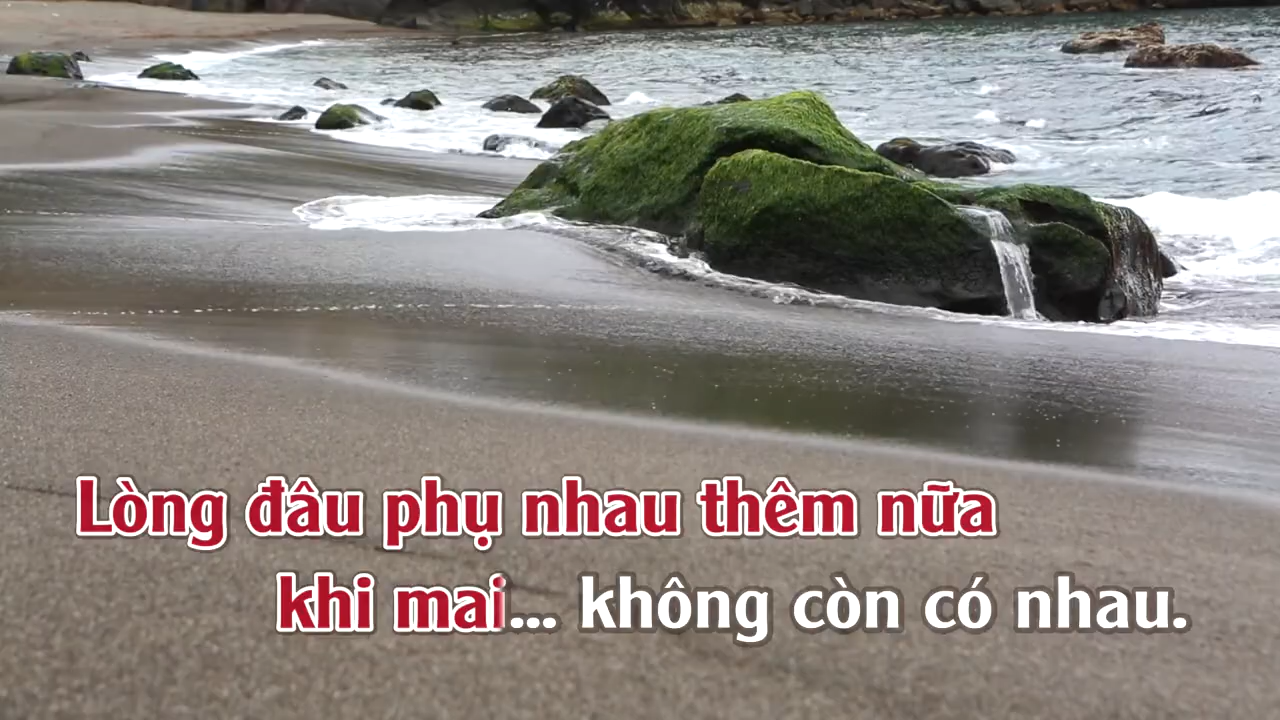 Lòng đâu phụ nhau thêm nữa
khi mai... không còn có nhau.